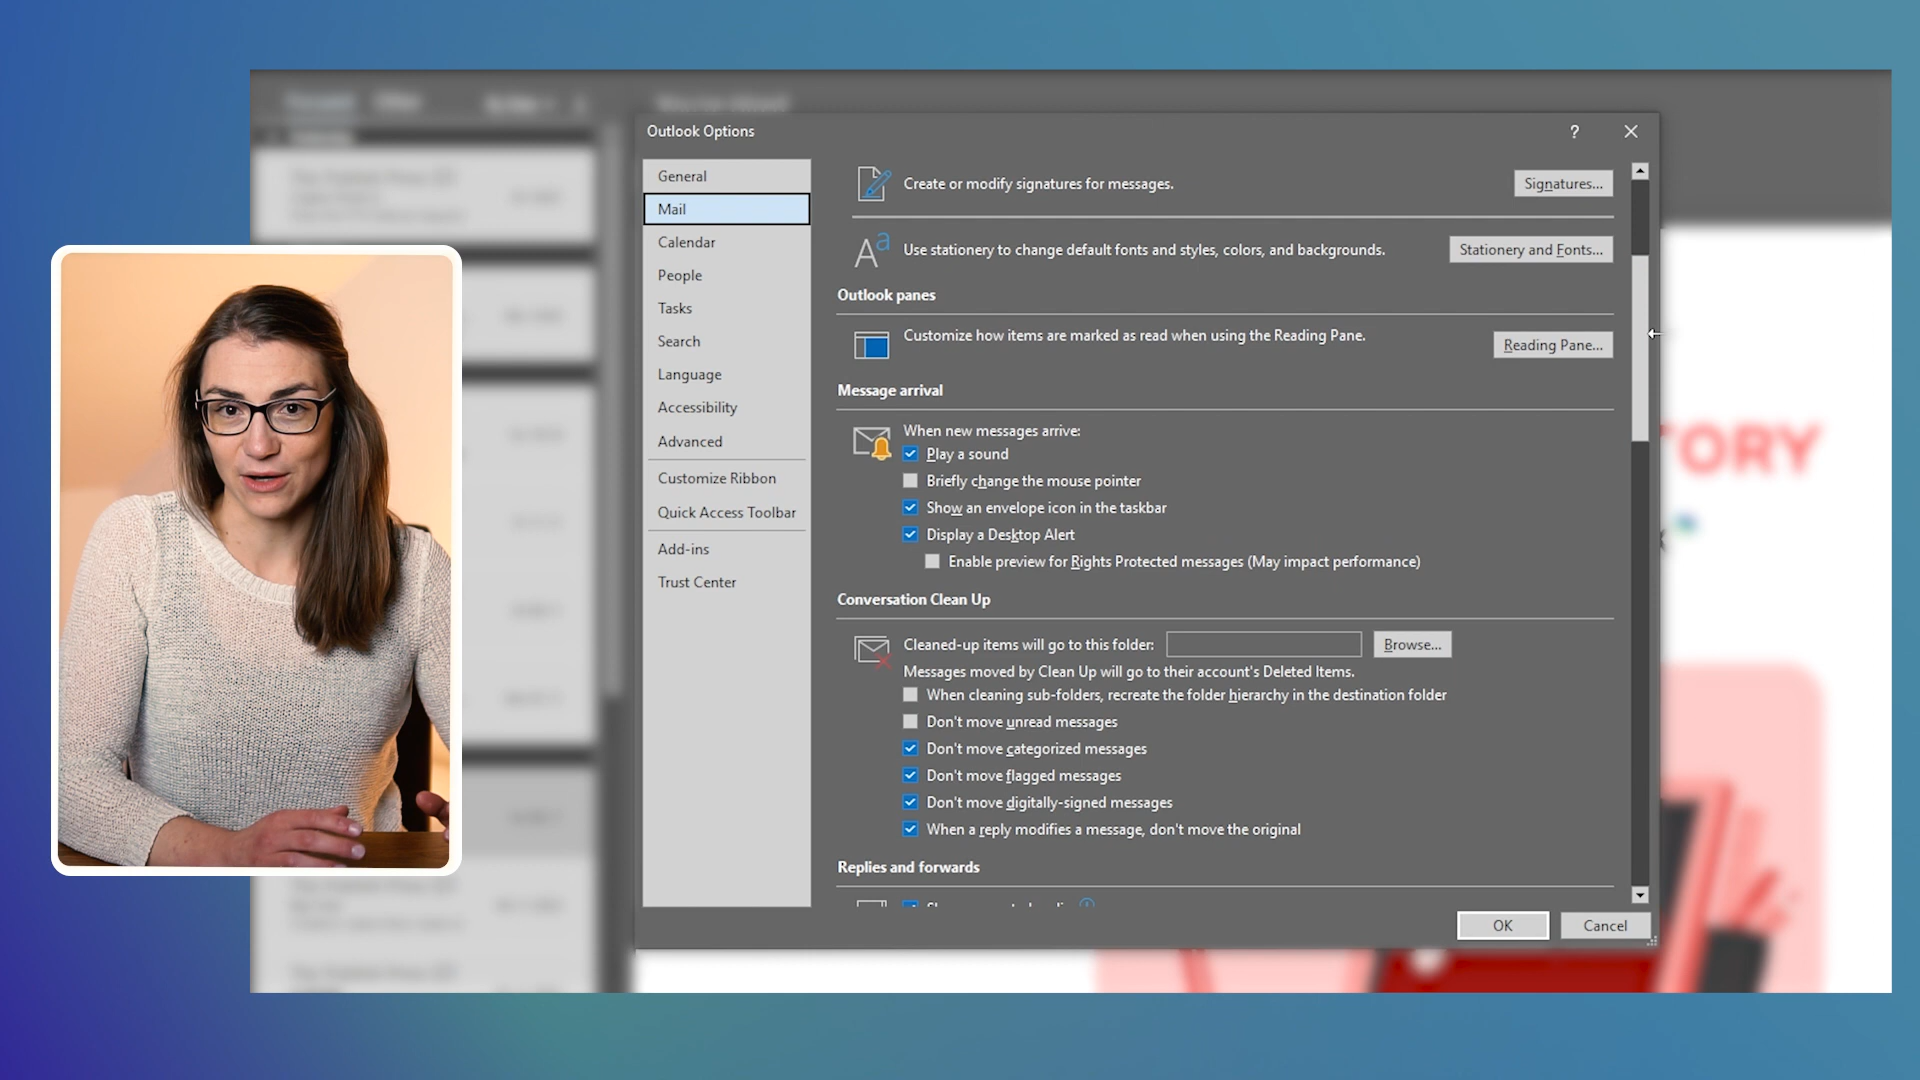 Outlook Options
?
General
Mail
Calendar
People
Tasks
Search
Language
Accessibility
Advanced
Customize Ribbon
Quick Access Toolbar
Add-ins
Trust Center
Create or modify signatures for messages.
Signatures...
Aa
Use stationery to change default fonts and styles, colors, and backgrounds.
Stationery and Fonts...
Outlook panes
Customize how items are marked as read when using the Reading Pane.
Reading Pane...
Message arrival
When new messages arrive:
Play a sound
Briefly change the mouse pointer
Show an envelope icon in the taskbar
Display a Desktop Alert
Enable preview for Rights Protected messages (May impact performance)
Conversation Clean Up
Cleaned-up items will go to this folder:
Browse...
Messages moved by Clean Up will go to their account's Deleted Items.
When cleaning sub-folders, recreate the folder hierarchy in the destination folder
Don't move unread messages
Don't move categorized messages
Don't move flagged messages
Don't move digitally-signed messages
When a reply modifies a message, don't move the original
Replies and forwards
OK
Cancel
TORY